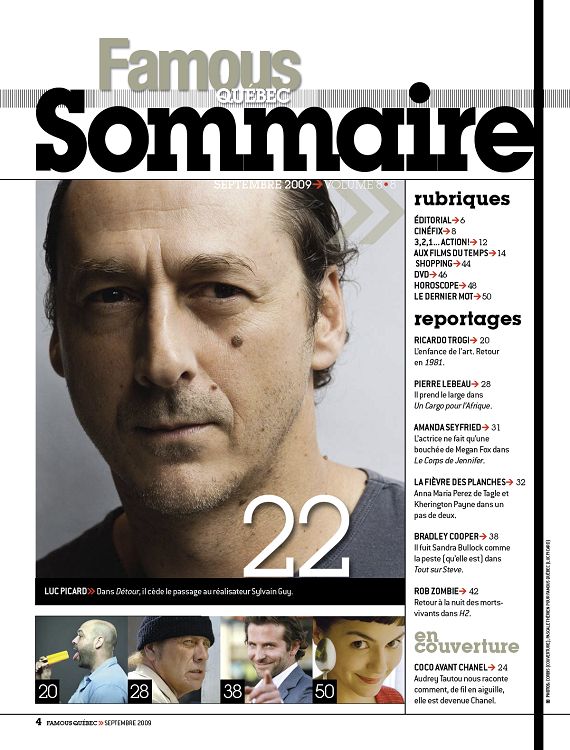 Famous
QUÉBEC
Sommaire
SEPTEMBRE 2009 → VOLUME 8•8
rubriques
ÉDITORIAL→6
CINÉFIX→8
3,2,1... ACTION!→12
AUX FILMS DU TEMPS→14
SHOPPING→44
DVD→46
HOROSCOPE→48
LE DERNIER MOT→50
reportages
RICARDO TROGI→ 20
L'enfance de l'art. Retour
en 1981.
PIERRE LEBEAU→ 28
Il prend le large dans
Un Cargo pour l'Afrique.
AMANDA SEYFRIED→ 31
L'actrice ne fait qu'une
bouchée de Megan Fox dans
Le Corps de Jennifer.
LA FIÈVRE DES PLANCHES→ 32
Anna Maria Perez de Tagle et
Kherington Payne dans un
pas de deux.
BRADLEY COOPER→ 38
Il fuit Sandra Bullock comme
la peste (qu'elle est) dans
Tout sur Steve.
ROB ZOMBIE→ 42
Retour à la nuit des morts-
vivants dans H2.
en
couverture
COCO AVANT CHANEL→ 24
Audrey Tautou nous raconte
comment, de fil en aiguille,
elle est devenue Chanel.
22
LUC PICARD» Dans Détour, il cède le passage au réalisateur Sylvain Guy.
20
28
38
50
4 FAMOUS QUÉBEC » SEPTEMBRE 2009